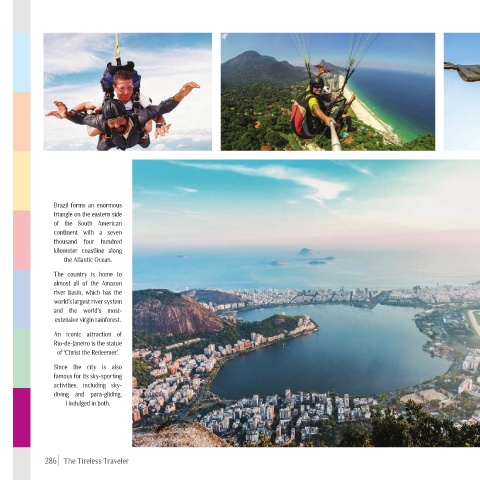 Brazil forms an enormous
triangle on the eastern side
of the South American
continent with a seven
thousand four hundred
kilometer coastline along
the Atlantic Ocean.
The country is home to
almost all of the Amazon
river basin, which has the
world's largest river system
and the world's most-
extensive virgin rainforest.
An iconic attraction of
Rio-de-Janeiro is the statue
of 'Christ the Redeemer'.
Since the city is also
famous for its sky-sporting
activities, including sky-
diving and para-gliding,
I indulged in both.
286 | The Tireless Traveler